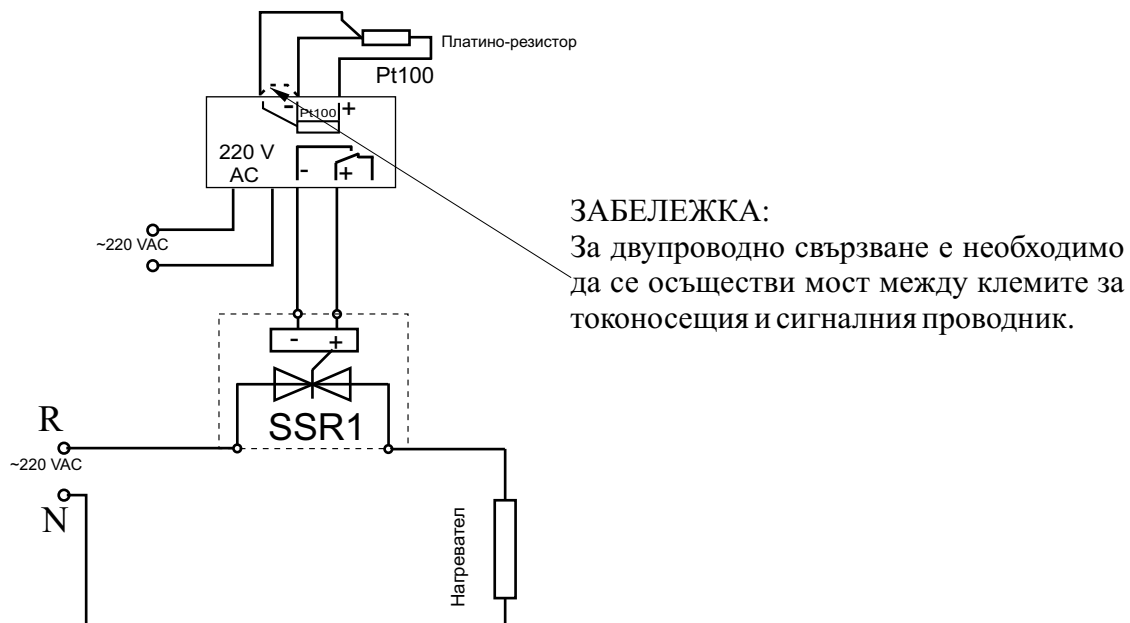 Платино-резистор
Pt100
- Pt100 +
220 V
AC
- +
~220 VAC
ЗАБЕЛЕЖКА:
За двупроводно свързване е необходимо
да се осъществи мост между клемите за
токоносещия и сигналния проводник.
- +
SSR1
R
~220 VAC
N
Нагревател